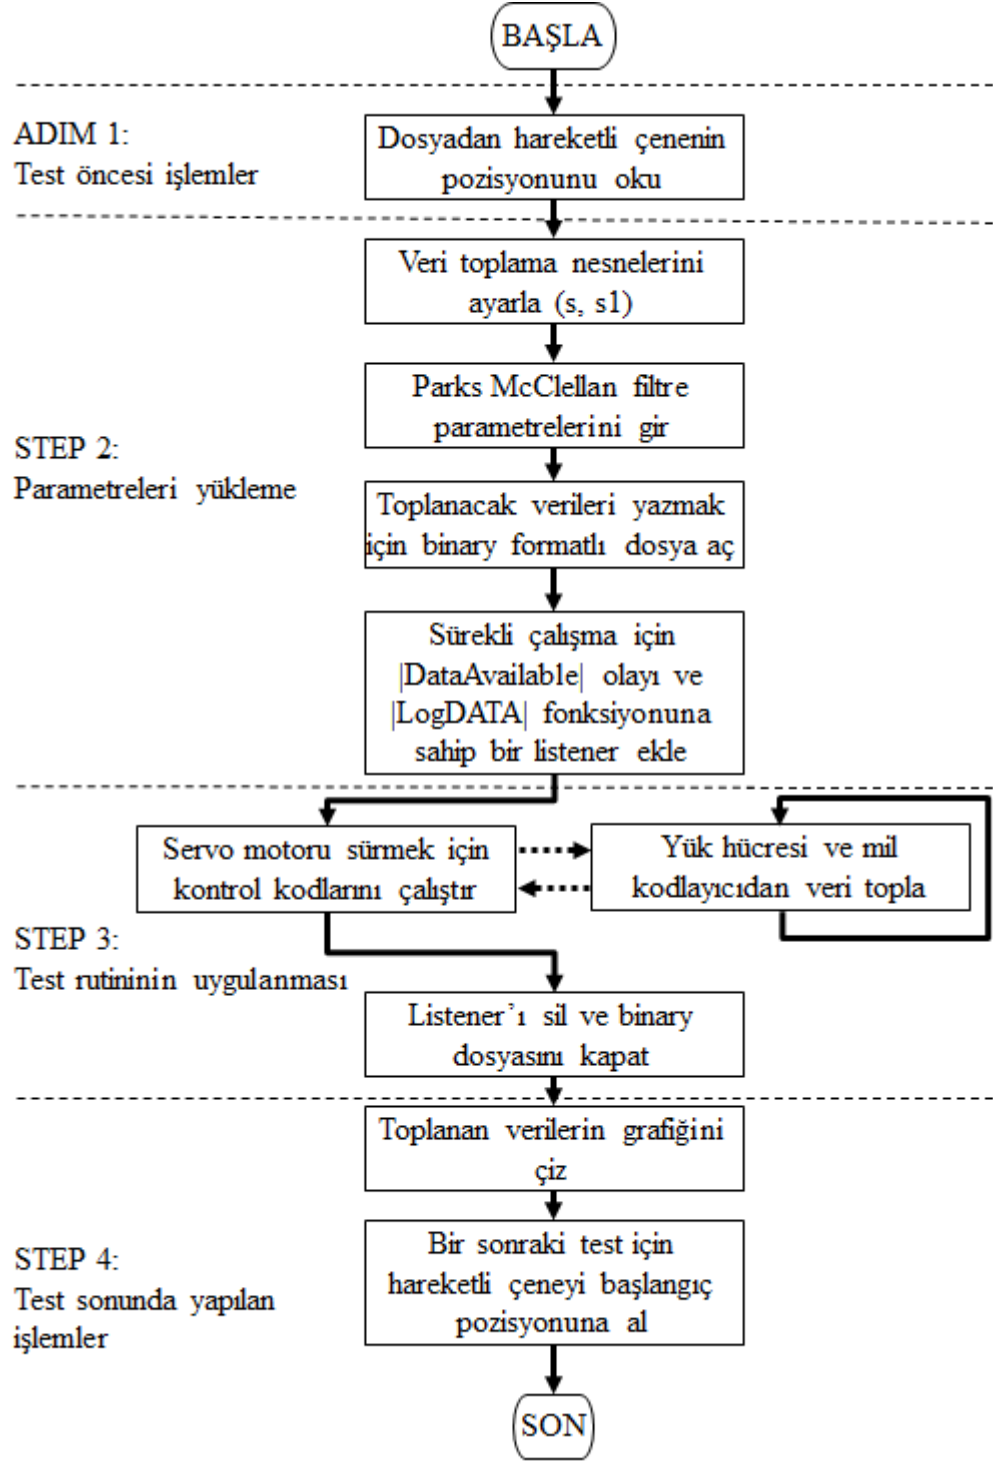 BAŞLA
ADIM 1:
Test öncesi işlemler
Dosyadan hareketli çenenin
pozisyonunu oku
STEP 2:
Parametreleri yükleme
Veri toplama nesnelerini
ayarla (s, s1)
Parks McClellan filtre
parametrelerini gir
Toplanacak verileri yazmak
için binary formatlı dosya aç
Sürekli çalışma için
|DataAvailable| olayı ve
|LogDATA| fonksiyonuna
sahip bir listener ekle
STEP 3:
Test rutininin uygulanması
Servo motoru sürmek için
kontrol kodlarını çalıştır
Yük hücresi ve mil
kodlayıcıdan veri topla
Listener’ı sil ve binary
dosyasını kapat
STEP 4:
Test sonunda yapılan
işlemler
Toplanan verilerin grafiğini
çiz
Bir sonraki test için
hareketli çeneyi başlangıç
pozisyonuna al
SON